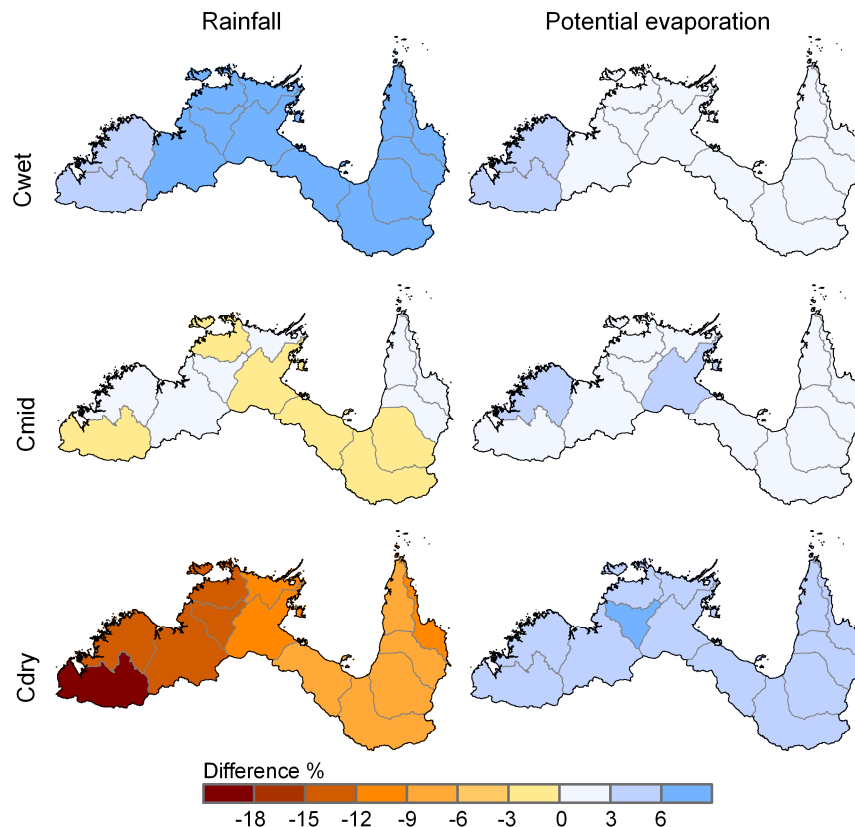 Rainfall
Potential evaporation
Cwet
Cmid
Cdry
Difference %
-18 -15 -12 -9 -6 -3 0 3 6